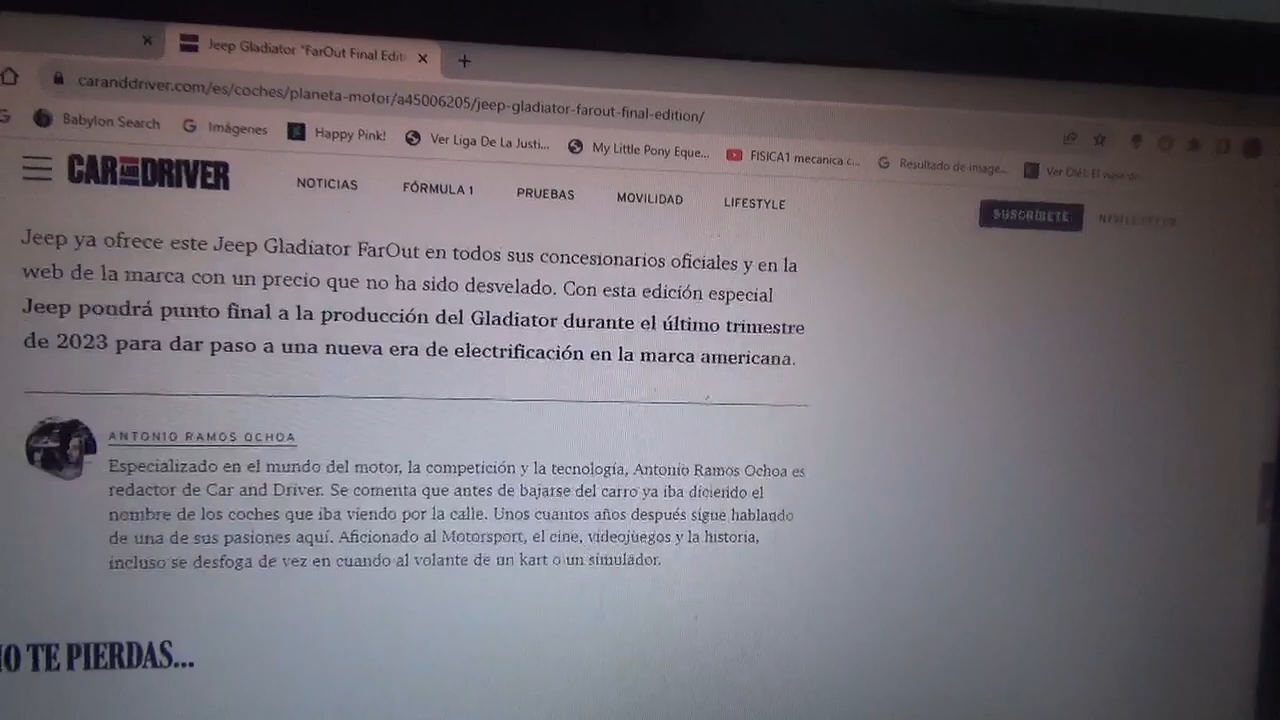 Jeep Gladiator "FarOut Final Edit
caranddriver.com/es/coches/planeta-motor/a45006205/jeep-gladiator-farout-final-edition/
Babylon Search Imágenes Happy Pink! Ver Liga De La Justi... My Little Pony Eque... FISICA1 mecanica c... Resultado de image... Ver
CAR AND DRIVER NOTICIAS FÓRMULA 1 PRUEBAS MOVILIDAD LIFESTYLE SUSCRÍBETE NEWSLETTER
Jeep ya ofrece este Jeep Gladiator FarOut en todos sus concesionarios oficiales y en la
web de la marca con un precio que no ha sido desvelado. Con esta edición especial
Jeep pondrá punto final a la producción del Gladiator durante el último trimestre
de 2023 para dar paso a una nueva era de electrificación en la marca americana.
ANTONIO RAMOS OCHOA
Especializado en el mundo del motor, la competición y la tecnología, Antonio Ramos Ochoa es
redactor de Car and Driver. Se comenta que antes de bajarse del carro ya iba diciendo el
nombre de los coches que iba viendo por la calle. Unos cuantos años después sigue hablando
de una de sus pasiones aquí. Aficionado al Motorsport, el cine, videojuegos y la historia,
incluso se desfoga de vez en cuando al volante de un kart o un simulador.
O TE PIERDAS...